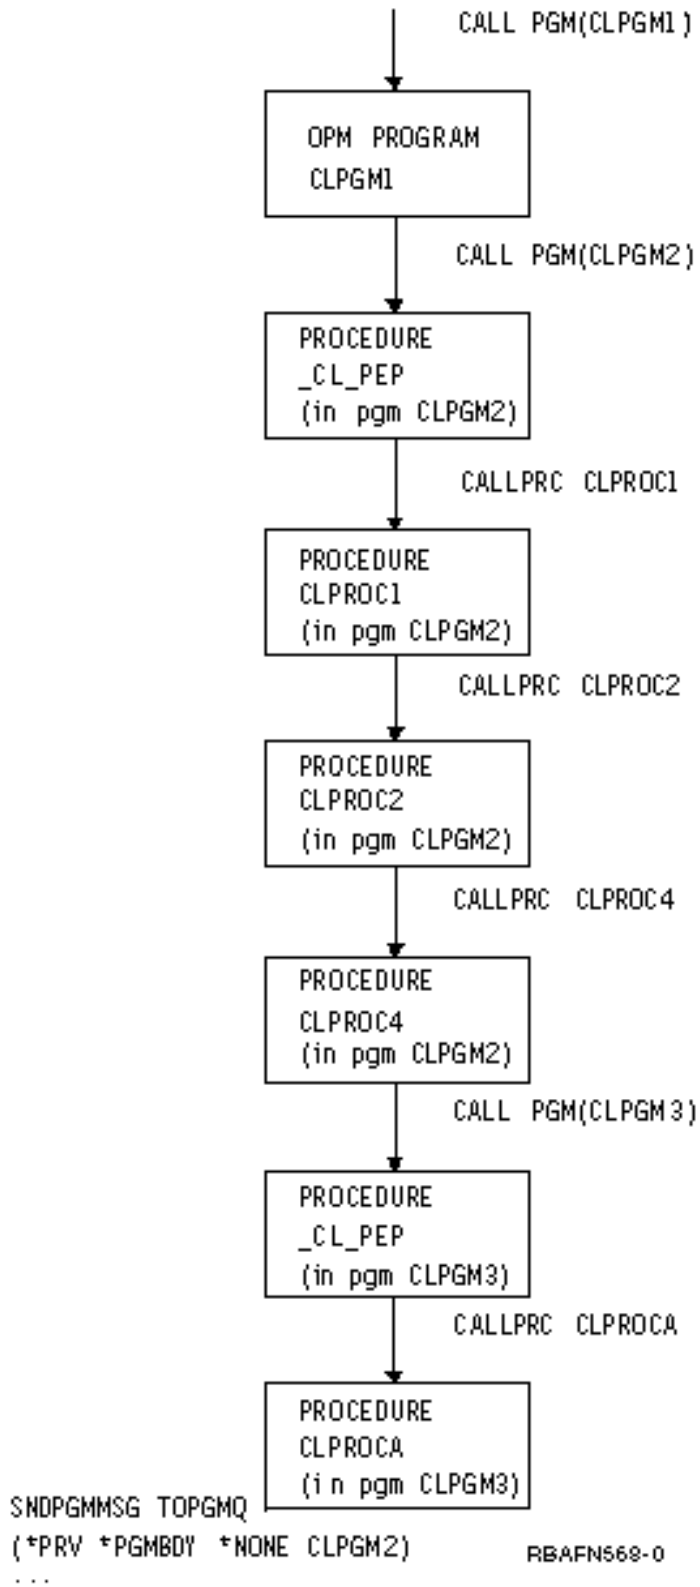 CALL PGM(CLPGM1)
OPM PROGRAM
CLPGM1
CALL PGM(CLPGM2)
PROCEDURE
_CL_PEP
(in pgm CLPGM2)
CALLPRC CLPROC1
PROCEDURE
CLPROC1
(in pgm CLPGM2)
CALLPRC CLPROC2
PROCEDURE
CLPROC2
(in pgm CLPGM2)
CALLPRC CLPROC4
PROCEDURE
CLPROC4
(in pgm CLPGM2)
CALL PGM(CLPGM3)
PROCEDURE
_CL_PEP
(in pgm CLPGM3)
CALLPRC CLPROCA
PROCEDURE
CLPROCA
(in pgm CLPGM3)
SNDPGMMSG TOPGMQ
(*PRV *PGMBDY *NONE CLPGM2)
...
RBAFN568-0